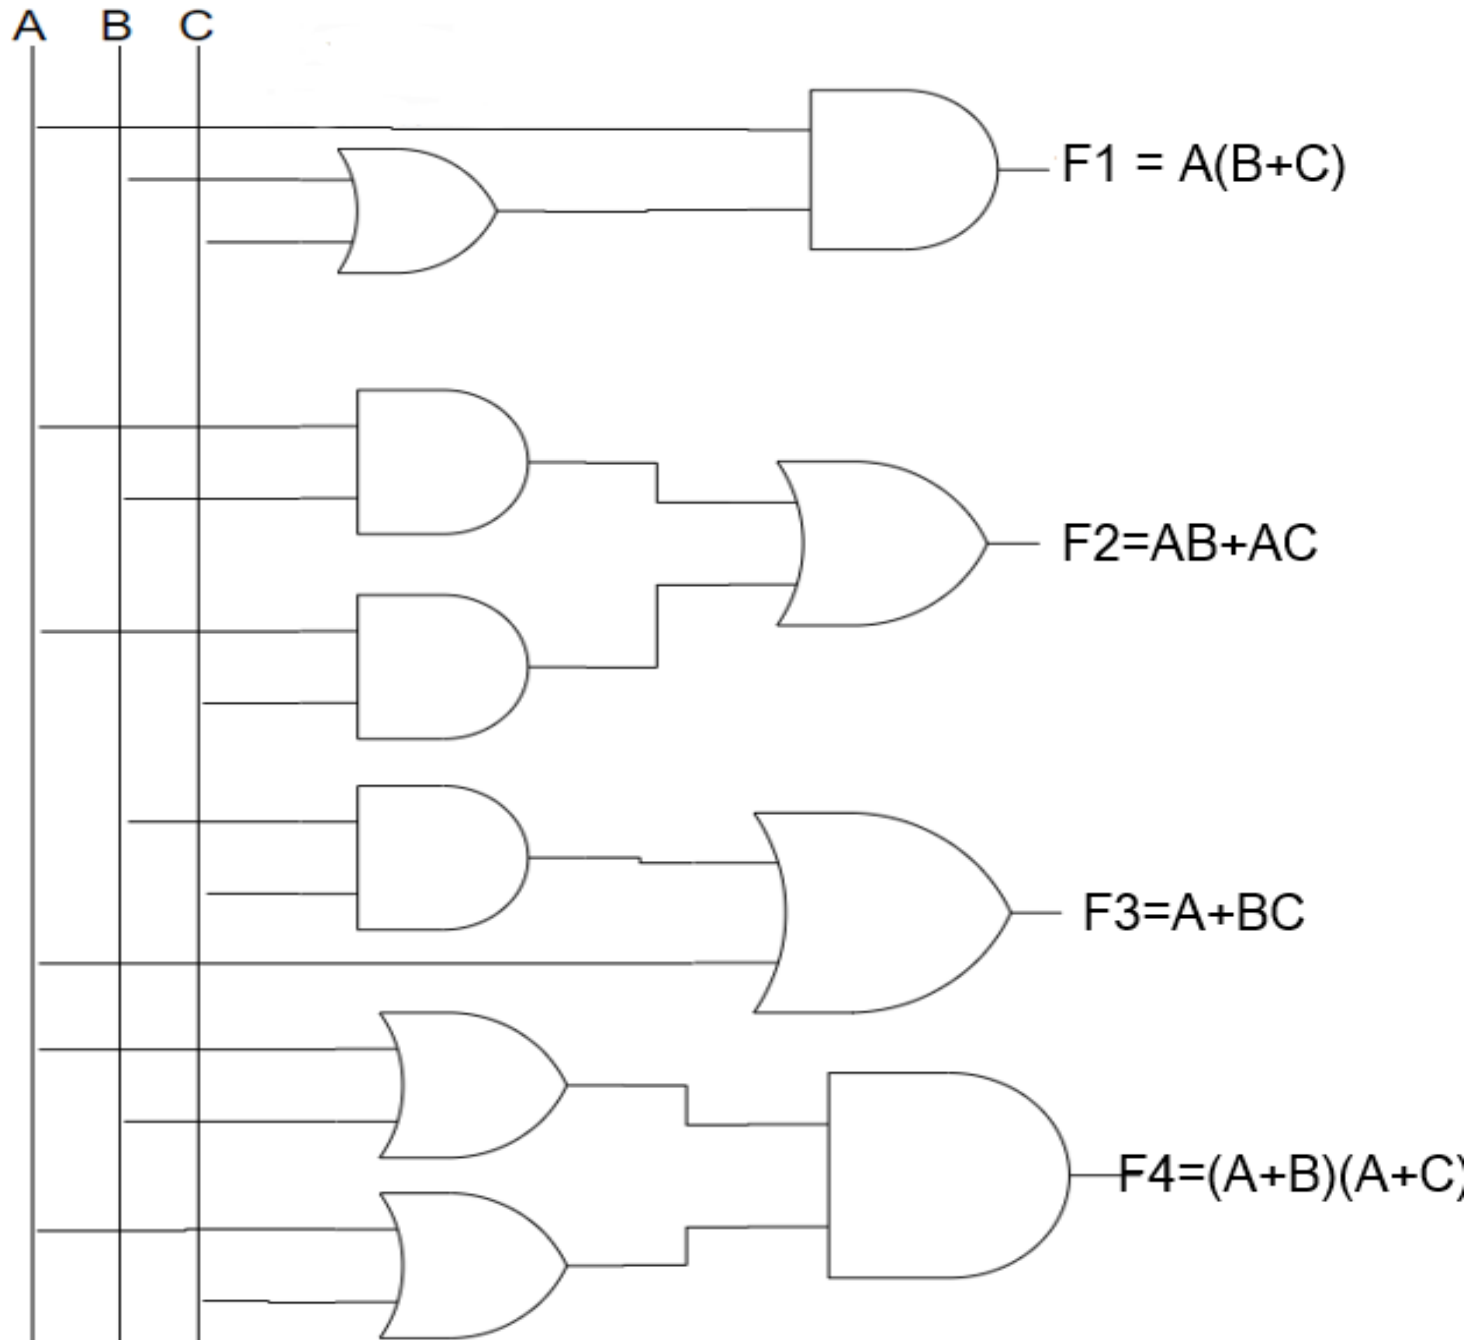 A B C
F1 = A(B+C)
F2=AB+AC
F3=A+BC
F4=(A+B)(A+C)